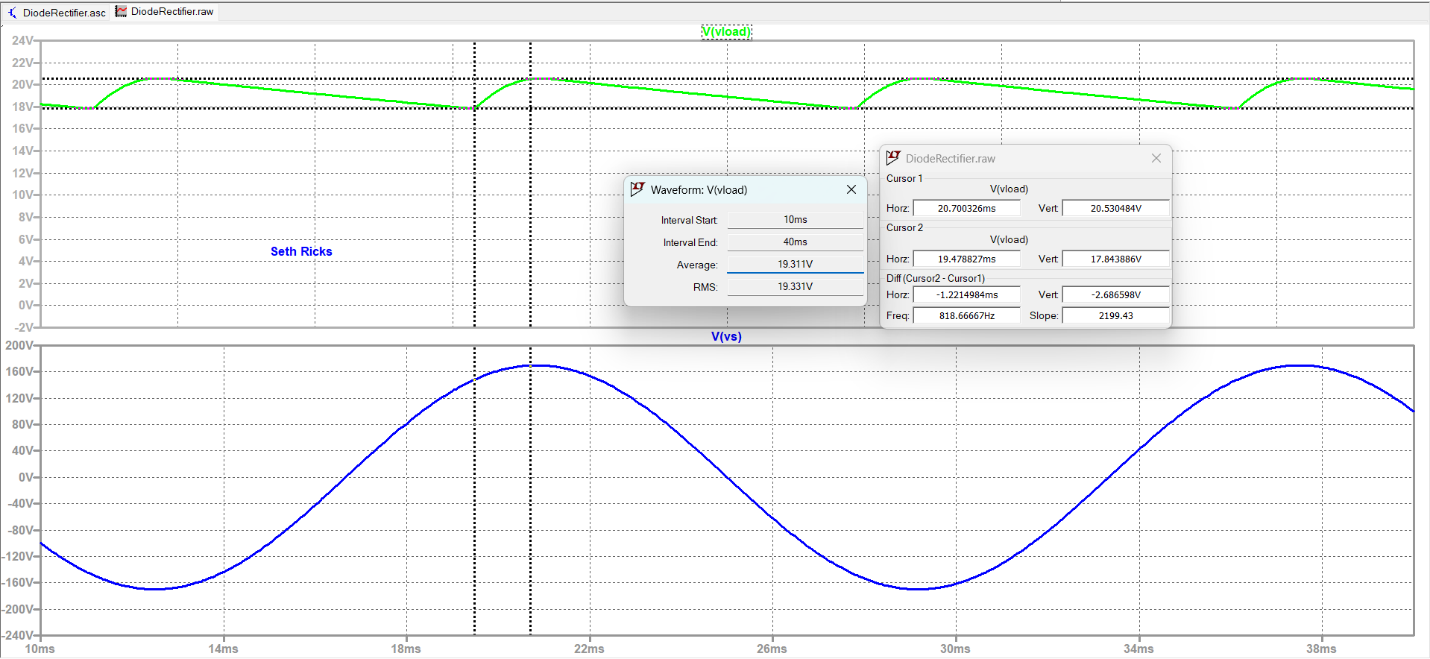 DiodeRectifier.asc DiodeRectifier.raw
V(vload)
24V
22V
20V
18V
16V
14V
12V
10V
8V
6V
4V
2V
0V
-2V
Seth Ricks
Waveform: V(vload)
Interval Start: 10ms
Interval End: 40ms
Average: 19.311V
RMS: 19.331V
DiodeRectifier.raw
Cursor 1
V(vload)
Horz: 20.700326ms Vert: 20.530484V
Cursor 2
V(vload)
Horz: 19.478827ms Vert: 17.843886V
Diff (Cursor2 - Cursor1)
Horz: -1.2214984ms Vert: -2.686598V
Freq: 818.66667Hz Slope: 2199.43
V(vs)
200V
160V
120V
80V
40V
0V
-40V
-80V
-120V
-160V
-200V
-240V
10ms 14ms 18ms 22ms 26ms 30ms 34ms 38ms